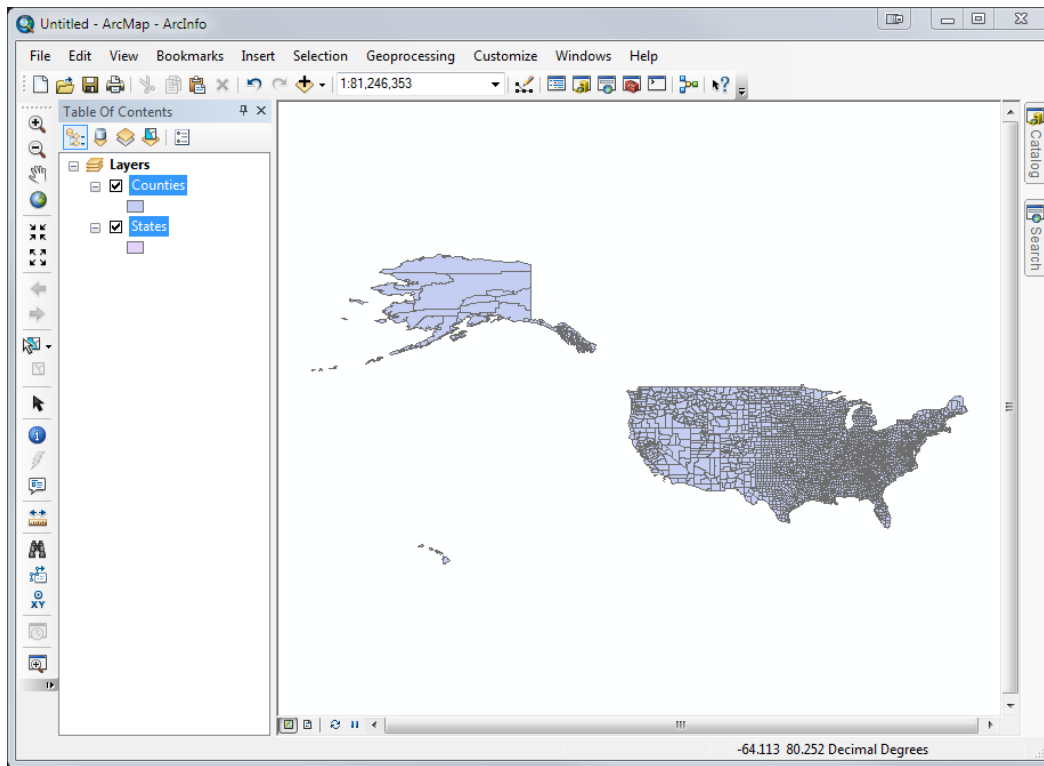 Untitled - ArcMap - ArcInfo
File Edit View Bookmarks Insert Selection Geoprocessing Customize Windows Help
1:81,246,353
Table Of Contents
Layers
Counties
States
XY
Catalog
Search
-64.113 80.252 Decimal Degrees